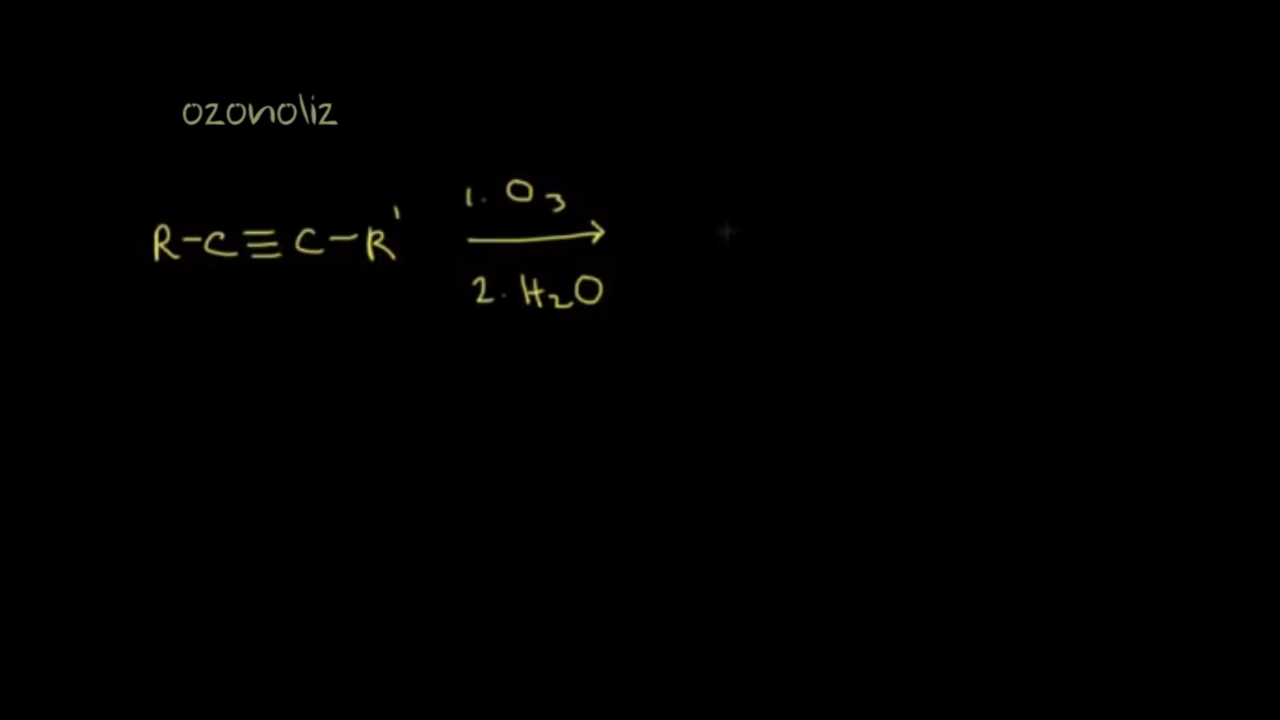 ozonoliz
1. O₃
R-C≡C-R'
2. H₂O